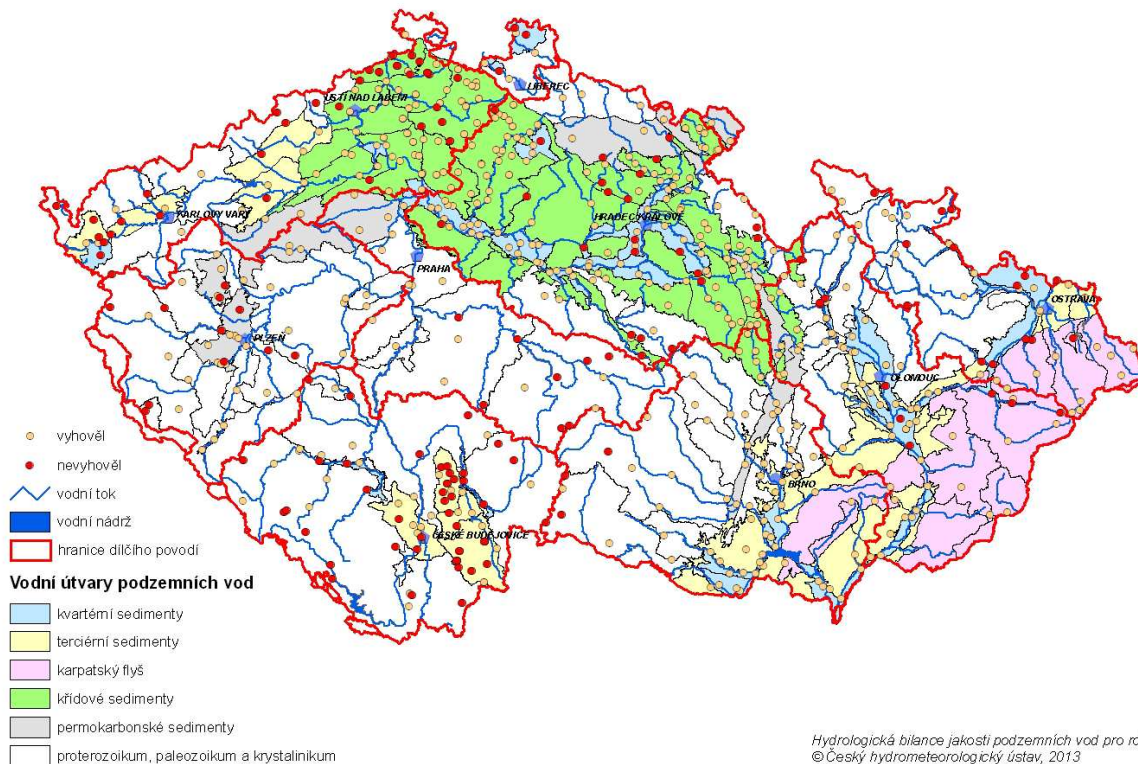 LIBEREC
ÚSTÍ NAD LABEM
KARLOVY VARY
HRADEC KRÁLOVÉ
PRAHA
OSTRAVA
PLZEŇ
OLOMOUC
BRNO
ČESKÉ BUDĚJOVICE
vyhověl
nevyhověl
vodní tok
vodní nádrž
hranice dílčího povodí
Vodní útvary podzemních vod
kvartérní sedimenty
terciérní sedimenty
karpatský flyš
křídové sedimenty
permokarbonské sedimenty
proterozoikum, paleozoikum a krystalinikum
Hydrologická bilance jakosti podzemních vod pro ro
© Český hydrometeorologický ústav, 2013